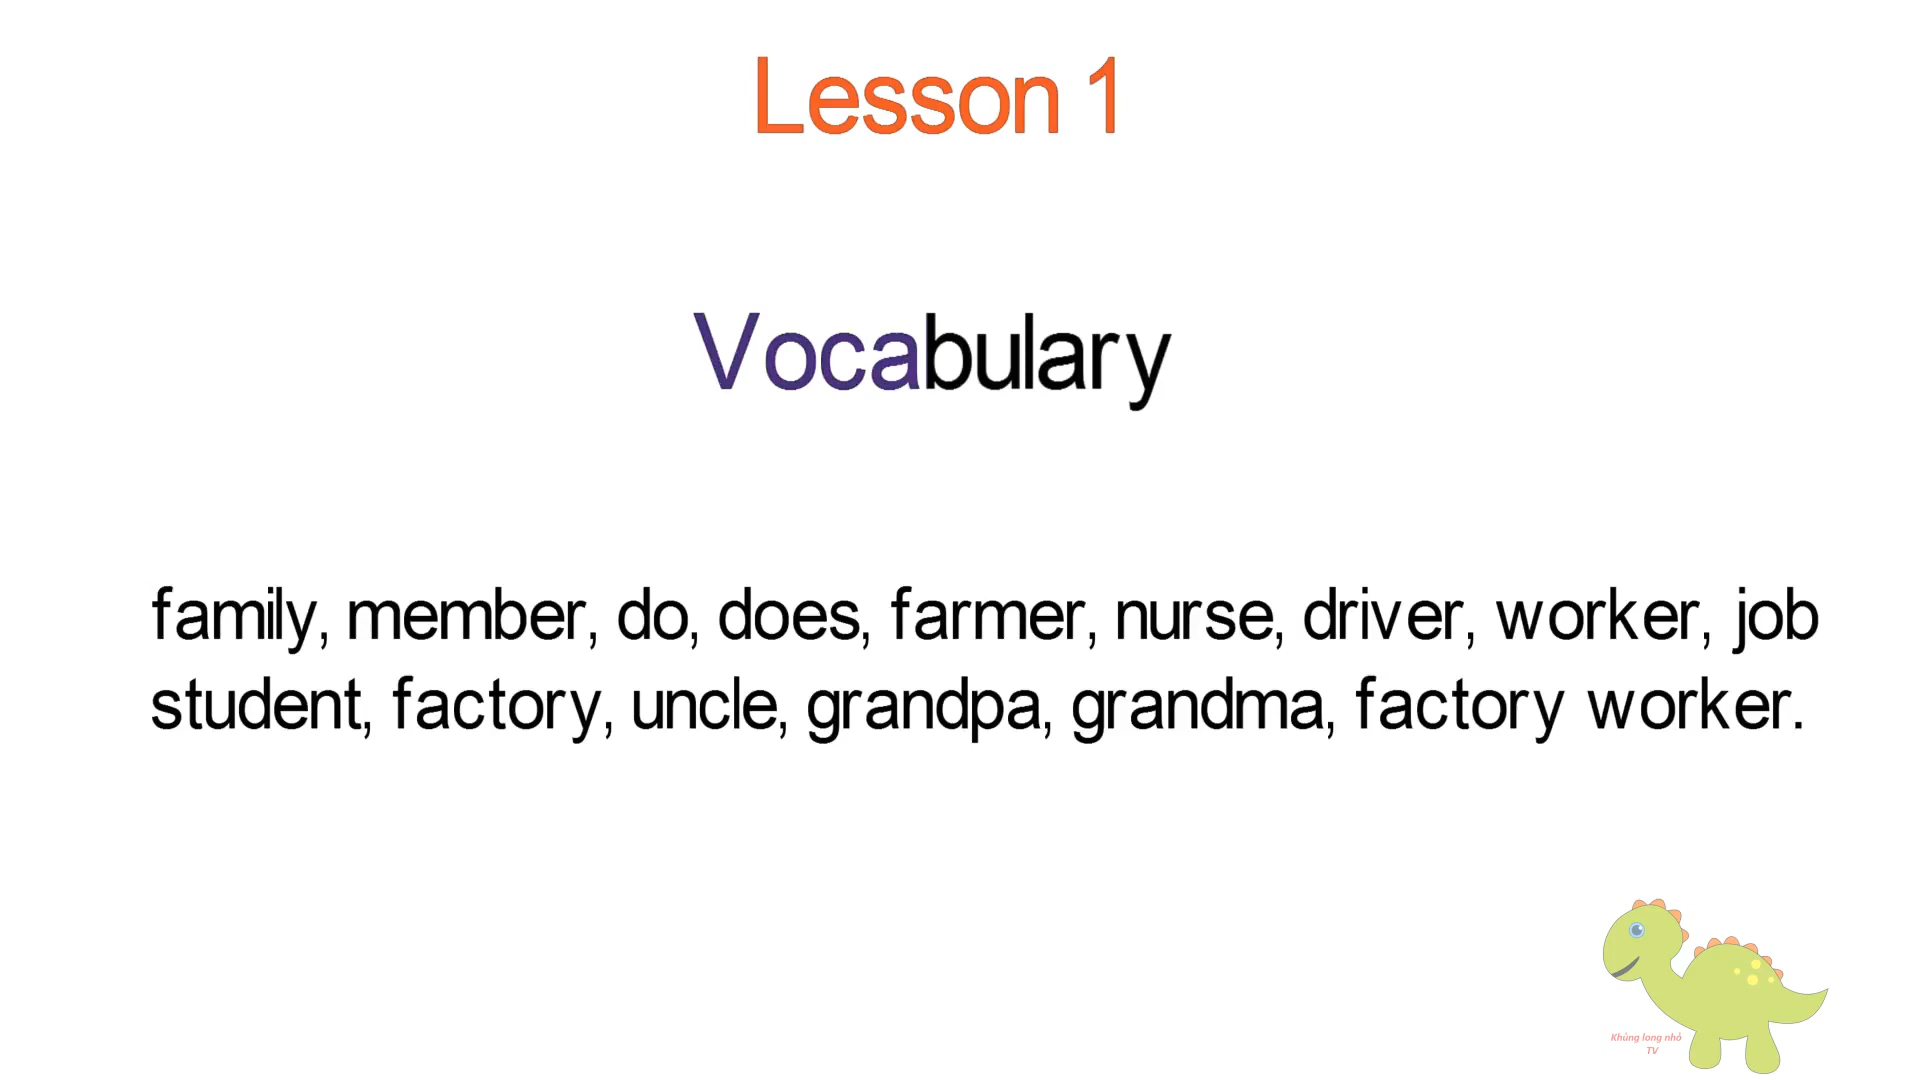 Lesson 1
Vocabulary
family, member, do, does, farmer, nurse, driver, worker, job
student, factory, uncle, grandpa, grandma, factory worker.
Khủng long nhỏ
TV